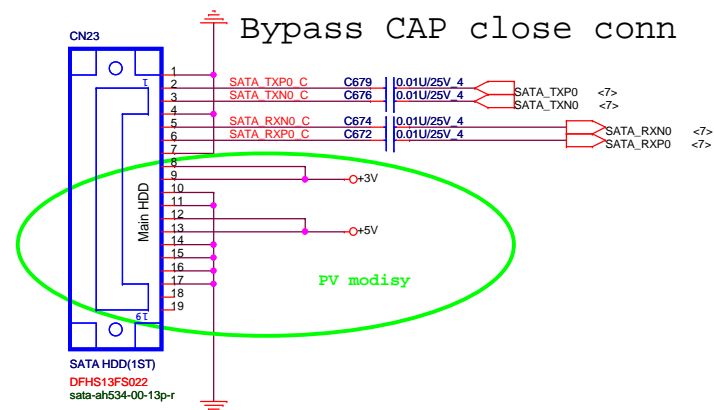 Bypass CAP close conn
CN23
1
1
2 SATA_TXP0_C C679 0.01U/25V_4 SATA_TXP0 <7>
3 SATA_TXN0_C C676 0.01U/25V_4 SATA_TXN0 <7>
4
5 SATA_RXN0_C C674 0.01U/25V_4 SATA_RXN0 <7>
6 SATA_RXP0_C C672 0.01U/25V_4 SATA_RXP0 <7>
7
8
9 +3V
10
11
12
13 +5V
14
15
16
17
18
19
Main HDD
PV modisy
19
SATA HDD(1ST)
DFHS13FS022
sata-ah534-00-13p-r